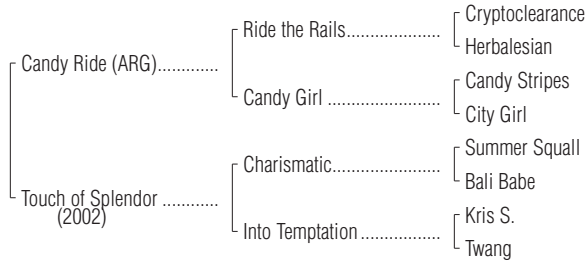 Cryptoclearance
Ride the Rails....................
Herbalesian
Candy Ride (ARG).............
Candy Stripes
Candy Girl ........................
City Girl
Summer Squall
Charismatic.......................
Bali Babe
Touch of Splendor ............
(2002)
Kris S.
Into Temptation.................
Twang